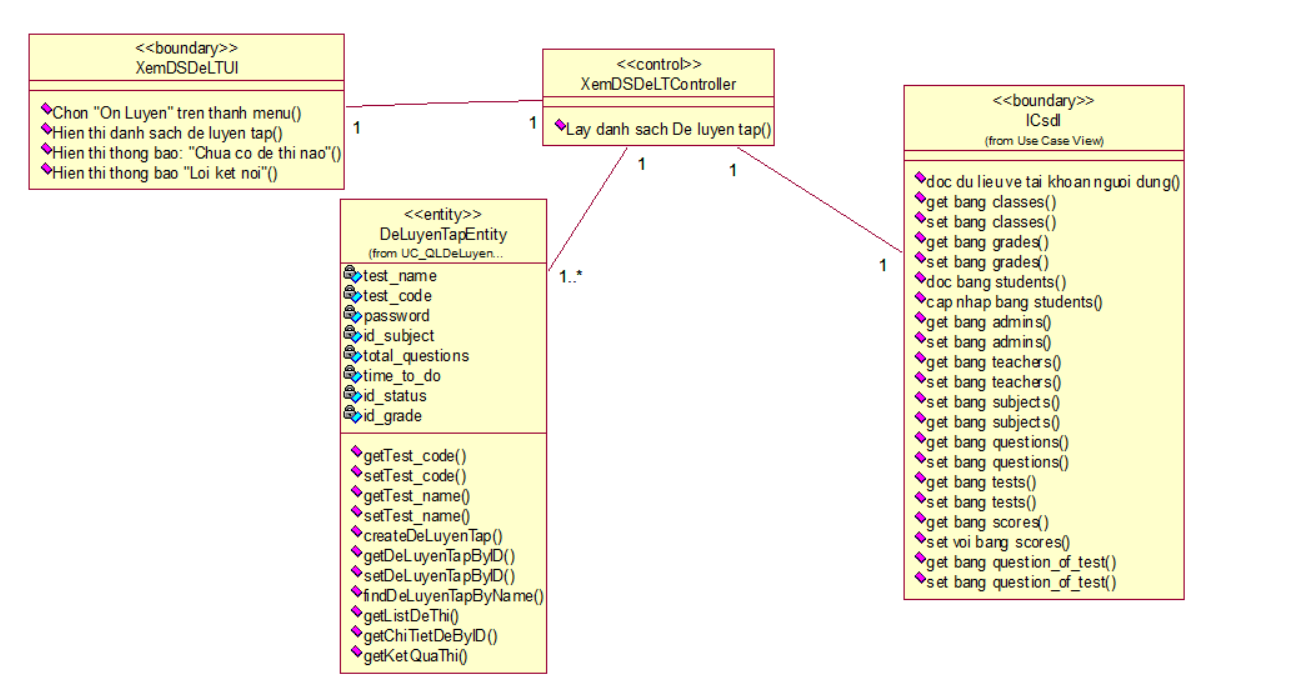 <<boundary>>
XemDSDeLTUI
Chon "On Luyen" tren thanh menu()
Hien thi danh sach de luyen tap()
Hien thi thong bao: "Chua co de thi nao"()
Hien thi thong bao "Loi ket noi"()
1
1
<<control>>
XemDSDeLTController
Lay danh sach De luyen tap()
1
1
1..*
1
<<entity>>
DeLuyenTapEntity
(from UC_QLDeLuyen...
test_name
test_code
password
id_subject
total_questions
time_to_do
id_status
id_grade
getTest_code()
setTest_code()
getTest_name()
setTest_name()
createDeLuyenTap()
getDeLuyenTapByID()
setDeLuyenTapByID()
findDeLuyenTapByName()
getListDeThi()
getChiTietDeByID()
getKetQuaThi()
<<boundary>>
ICsdl
(from Use Case View)
doc du lieu ve tai khoan nguoi dung()
get bang classes()
set bang classes()
get bang grades()
set bang grades()
doc bang students()
cap nhap bang students()
get bang admins()
set bang admins()
get bang teachers()
set bang teachers()
set bang subjects()
get bang subjects()
get bang questions()
set bang questions()
get bang tests()
set bang tests()
get bang scores()
set voi bang scores()
get bang question_of_test()
set bang question_of_test()